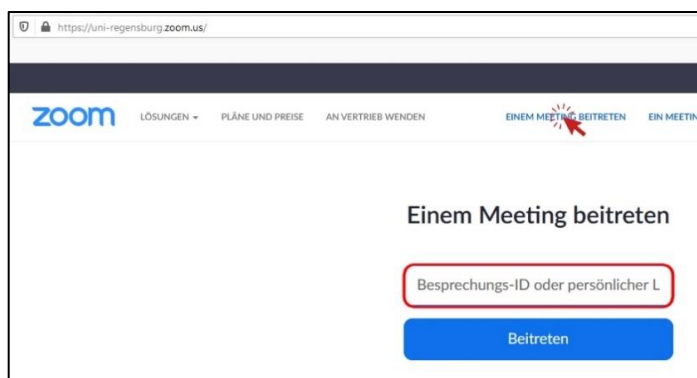 https://uni-regensburg.zoom.us/
zoom LÖSUNGEN PLÄNE UND PREISE AN VERTRIEB WENDEN EINEM MEETING BEITRETEN EIN MEETIN
Einem Meeting beitreten
Besprechungs-ID oder persönlicher L
Beitreten